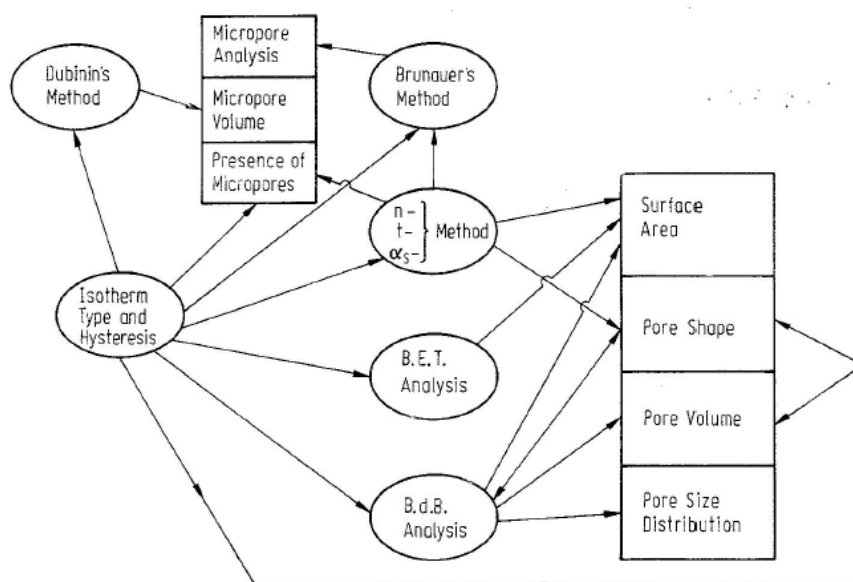 Micropore
Analysis
Dubinin's
Method
Brunauer's
Method
Micropore
Volume
Presence of
Micropores
n-
t- Method
αs-
Surface
Area
Isotherm
Type and
Hysteresis
Pore Shape
B.E.T.
Analysis
Pore Volume
B.d.B.
Analysis
Pore Size
Distribution